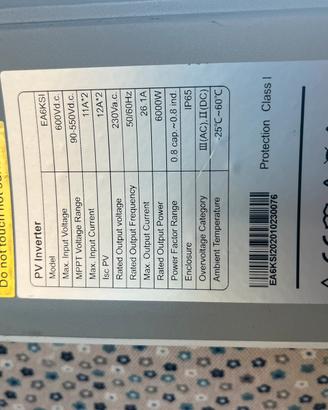 Do not touch hot su
PV Inverter
Model EA6KSI
Max. Input Voltage 600Vd.c.
MPPT Voltage Range 90-550Vd.c.
Max. Input Current 11A*2
Isc PV 12A*2
Rated Output voltage 230Va.c.
Rated Output Frequency 50/60Hz
Max. Output Current 26.1A
Rated Output Power 6000W
Power Factor Range 0.8 cap.~0.8 ind.
Enclosure IP65
Overvoltage Category III(AC).II(DC)
Ambient Temperature -25℃~60℃
Protection Class I
EA6KSI202010230076